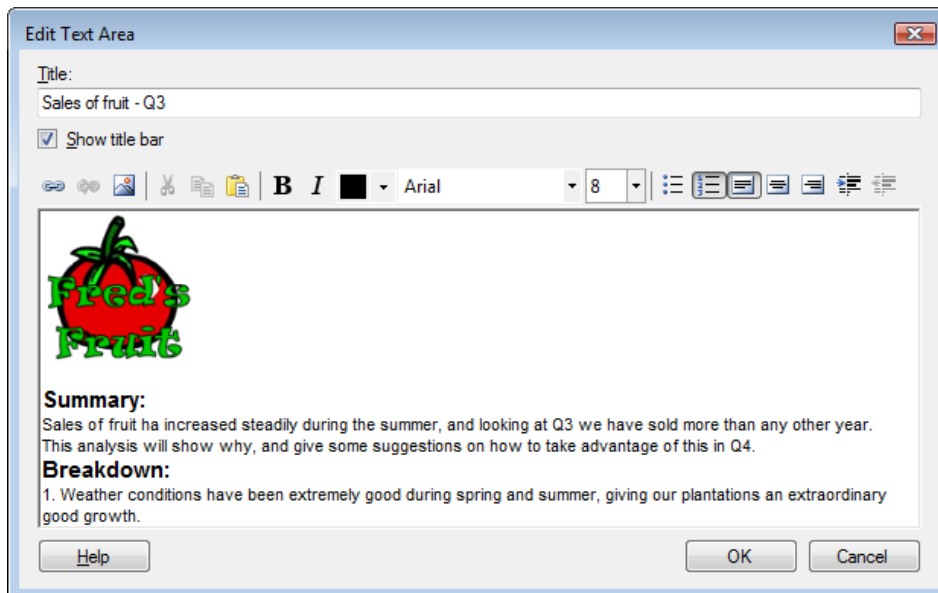 Edit Text Area
Title:
Sales of fruit - Q3
Show title bar
B I Arial 8
Fred's
Fruit
Summary:
Sales of fruit ha increased steadily during the summer, and looking at Q3 we have sold more than any other year.
This analysis will show why, and give some suggestions on how to take advantage of this in Q4.
Breakdown:
1. Weather conditions have been extremely good during spring and summer, giving our plantations an extraordinary
good growth.
Help OK Cancel